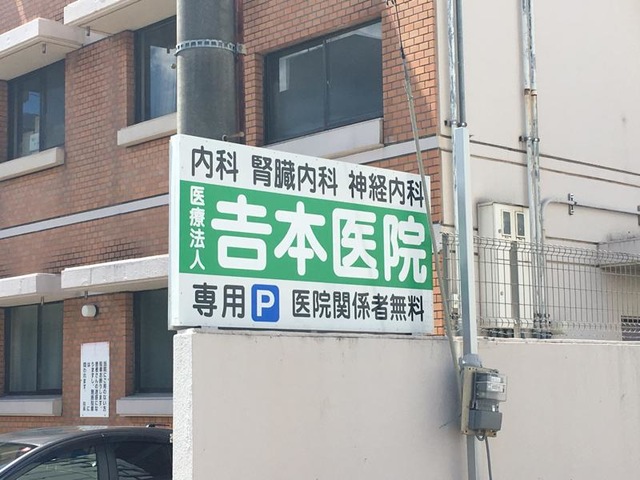 内科 腎臓内科 神経内科
医療法人
𠮷本医院
専用 P 医院関係者無料